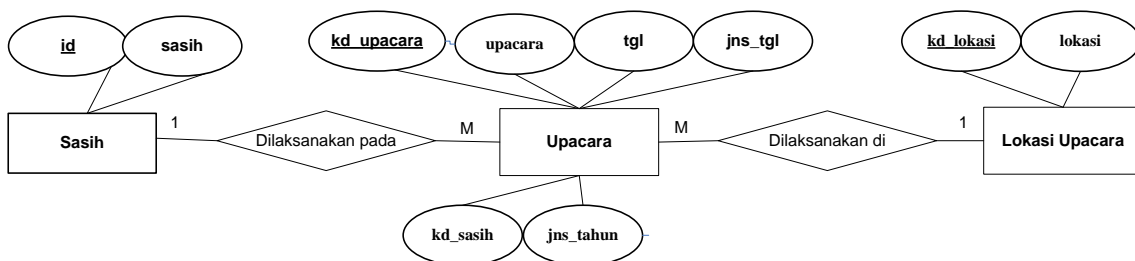 id
sasih
kd_upacara
upacara
tgl
jns_tgl
kd_lokasi
lokasi
Sasih
1
Dilaksanakan pada
M
Upacara
M
Dilaksanakan di
1
Lokasi Upacara
kd_sasih
jns_tahun